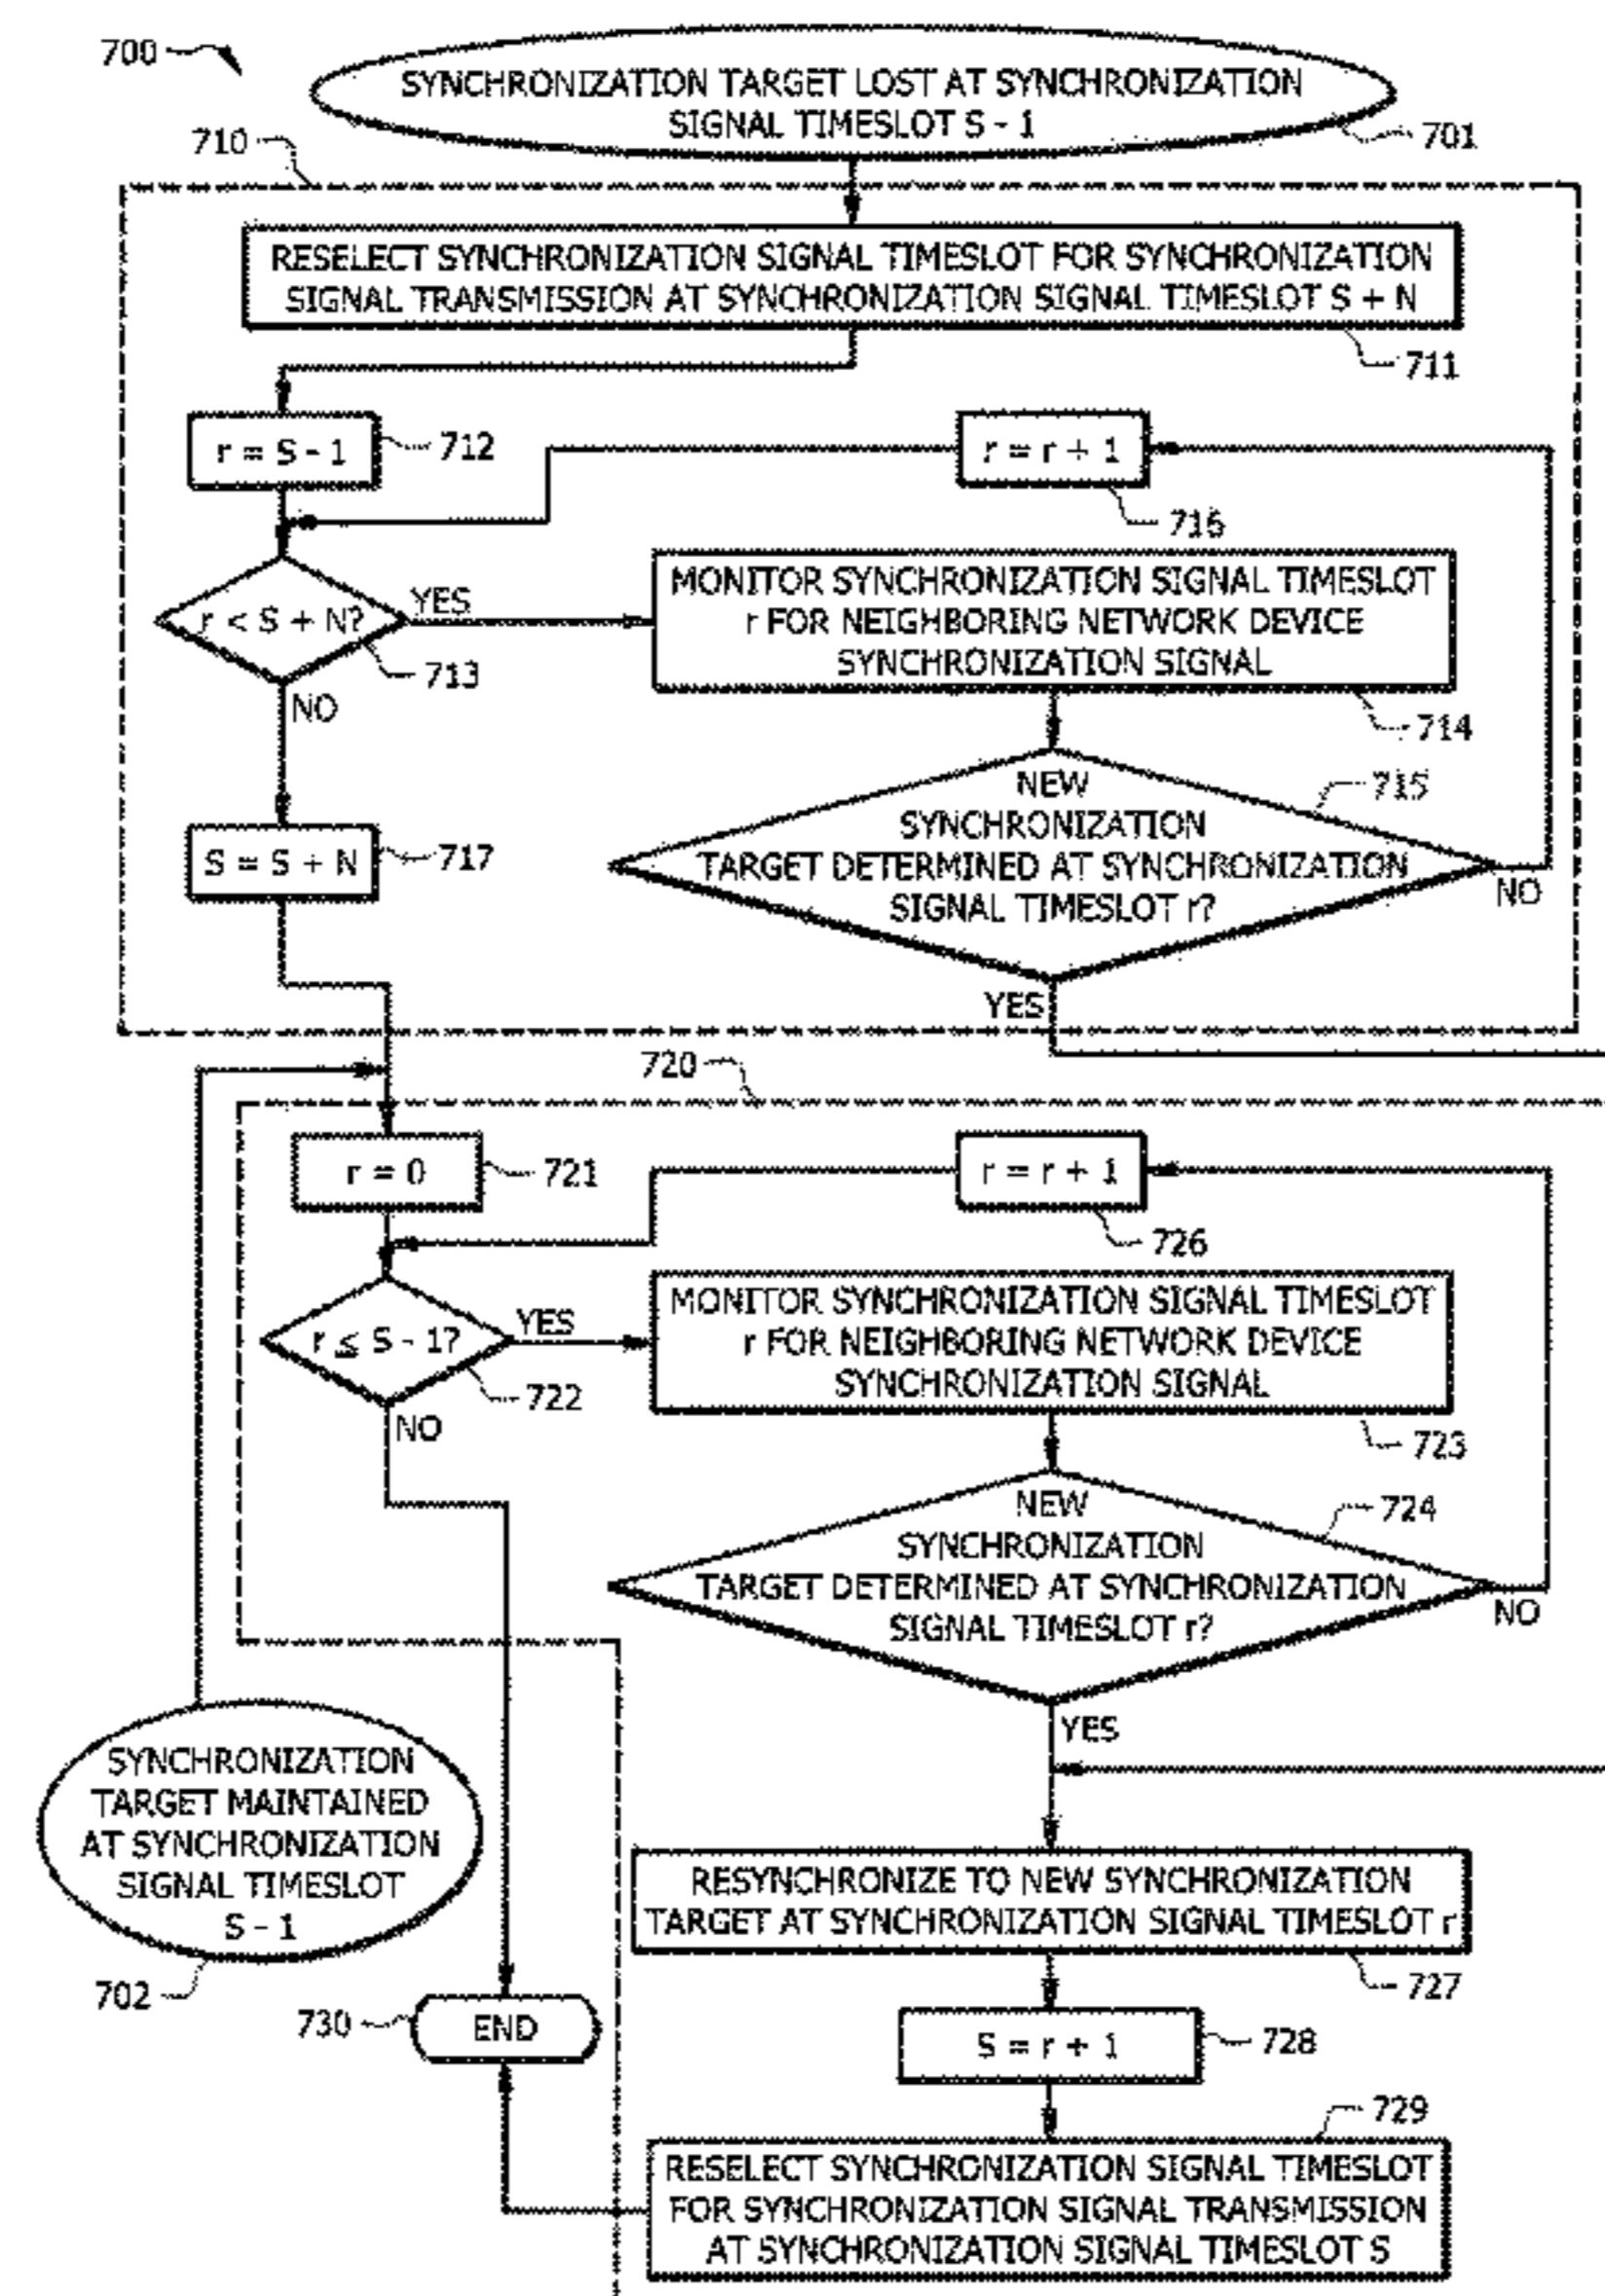 700
SYNCHRONIZATION TARGET LOST AT SYNCHRONIZATION
SIGNAL TIMESLOT S - 1
701
710
RESELECT SYNCHRONIZATION SIGNAL TIMESLOT FOR SYNCHRONIZATION
SIGNAL TRANSMISSION AT SYNCHRONIZATION SIGNAL TIMESLOT S + N
711
r = S - 1
712
r = r + 1
716
r < S + N?
YES
713
NO
MONITOR SYNCHRONIZATION SIGNAL TIMESLOT
r FOR NEIGHBORING NETWORK DEVICE
SYNCHRONIZATION SIGNAL
714
NEW
SYNCHRONIZATION
TARGET DETERMINED AT SYNCHRONIZATION
SIGNAL TIMESLOT r?
715
NO
YES
S = S + N
717
720
r = 0
721
r = r + 1
726
r ≤ S - 1?
YES
722
NO
MONITOR SYNCHRONIZATION SIGNAL TIMESLOT
r FOR NEIGHBORING NETWORK DEVICE
SYNCHRONIZATION SIGNAL
723
NEW
SYNCHRONIZATION
TARGET DETERMINED AT SYNCHRONIZATION
SIGNAL TIMESLOT r?
724
NO
YES
SYNCHRONIZATION
TARGET MAINTAINED
AT SYNCHRONIZATION
SIGNAL TIMESLOT
S - 1
702
RESYNCHRONIZE TO NEW SYNCHRONIZATION
TARGET AT SYNCHRONIZATION SIGNAL TIMESLOT r
727
730
END
S = r + 1
728
729
RESELECT SYNCHRONIZATION SIGNAL TIMESLOT
FOR SYNCHRONIZATION SIGNAL TRANSMISSION
AT SYNCHRONIZATION SIGNAL TIMESLOT S